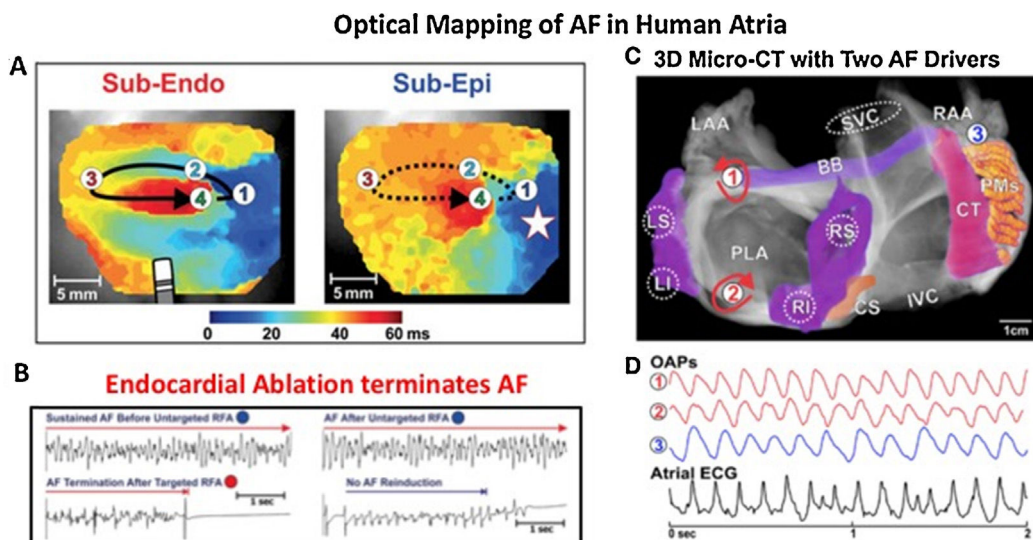 Optical Mapping of AF in Human Atria
A
Sub-Endo
Sub-Epi
3
2
1
4
5 mm
3
2
1
4
5 mm
0 20 40 60 ms
B
Endocardial Ablation terminates AF
Sustained AF Before Untargeted RFA
AF After Untargeted RFA
AF Termination After Targeted RFA
1 sec
No AF Reinduction
1 sec
C 3D Micro-CT with Two AF Drivers
LAA
SVC
RAA
3
1
BB
PMs
CT
LS
RS
PLA
LI
2
RI
CS
IVC
1cm
D
OAPs
1
2
3
Atrial ECG
0 sec 1 2